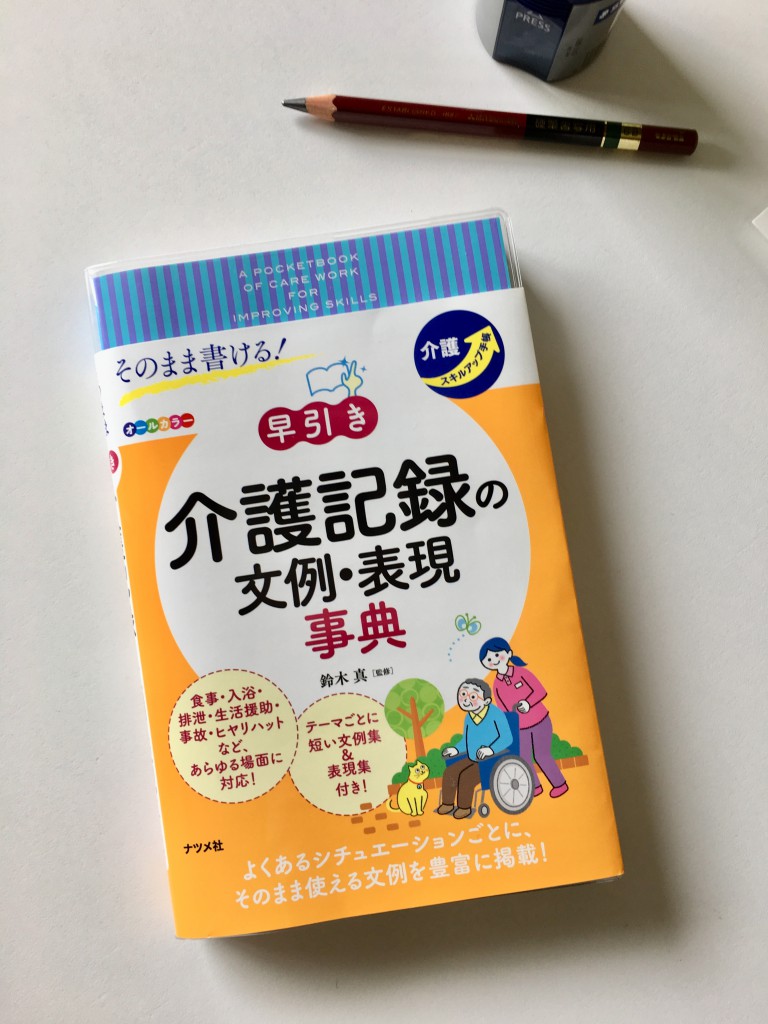 PRESS
A POCKETBOOK
OF CARE WORK
FOR
IMPROVING SKILLS
そのまま書ける!
介護
スキルアップ手帳
オールカラー
早引き
介護記録の
文例・表現
事典
鈴木 真[監修]
食事・入浴・
排泄・生活援助・
事故・ヒヤリハット
など、
あらゆる場面に
対応!
テーマごとに
短い文例集
&
表現集
付き!
ナツメ社
よくあるシチュエーションごとに、
そのまま使える文例を豊富に掲載!